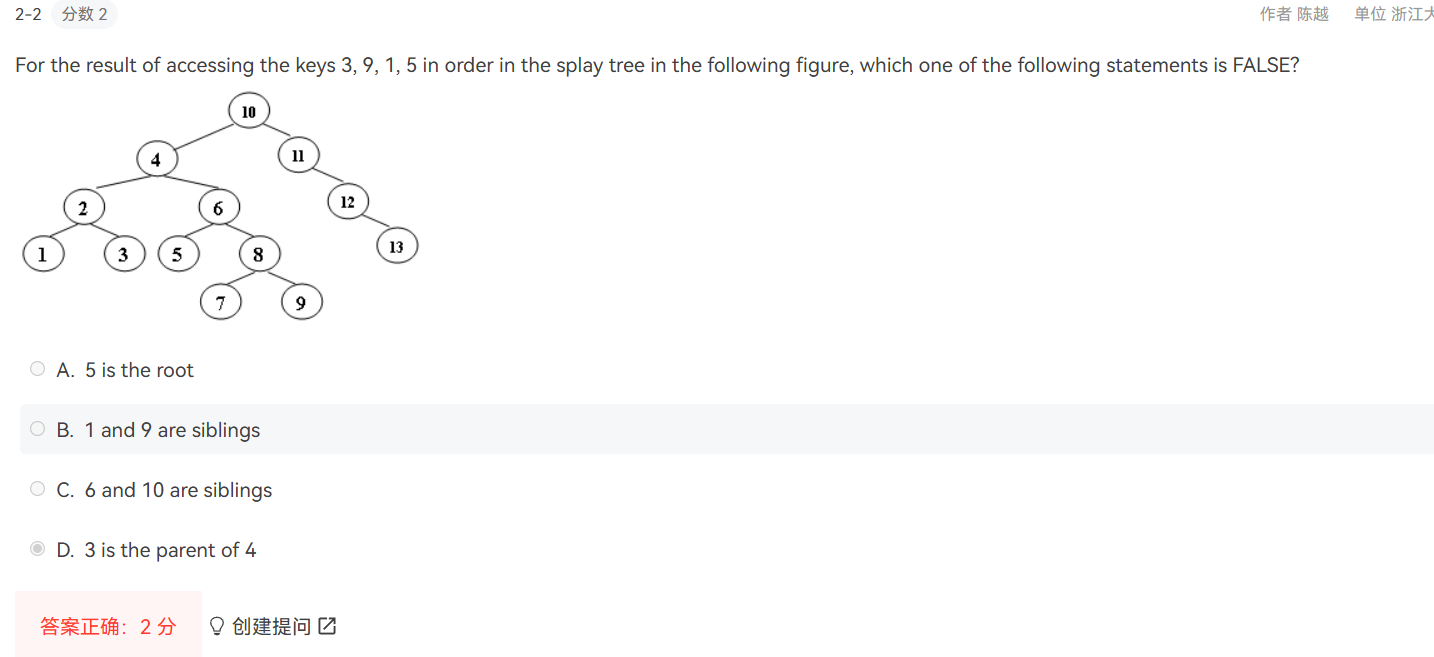 2-2 分数 2 作者 陈越 单位 浙江
For the result of accessing the keys 3, 9, 1, 5 in order in the splay tree in the following figure, which one of the following statements is FALSE?
10
4 11
2 6 12
1 3 5 8 13
7 9
A. 5 is the root
B. 1 and 9 are siblings
C. 6 and 10 are siblings
D. 3 is the parent of 4
答案正确：2 分 创建提问